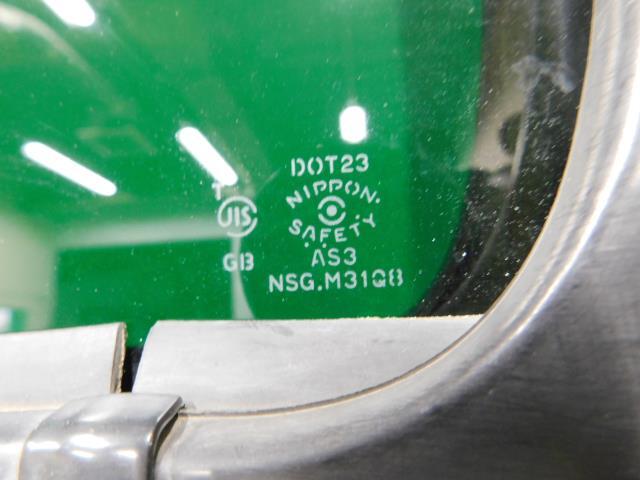 DOT23
NIPPON.
SAFETY
AS3
NSG.M31Q8
T
JIS
GB